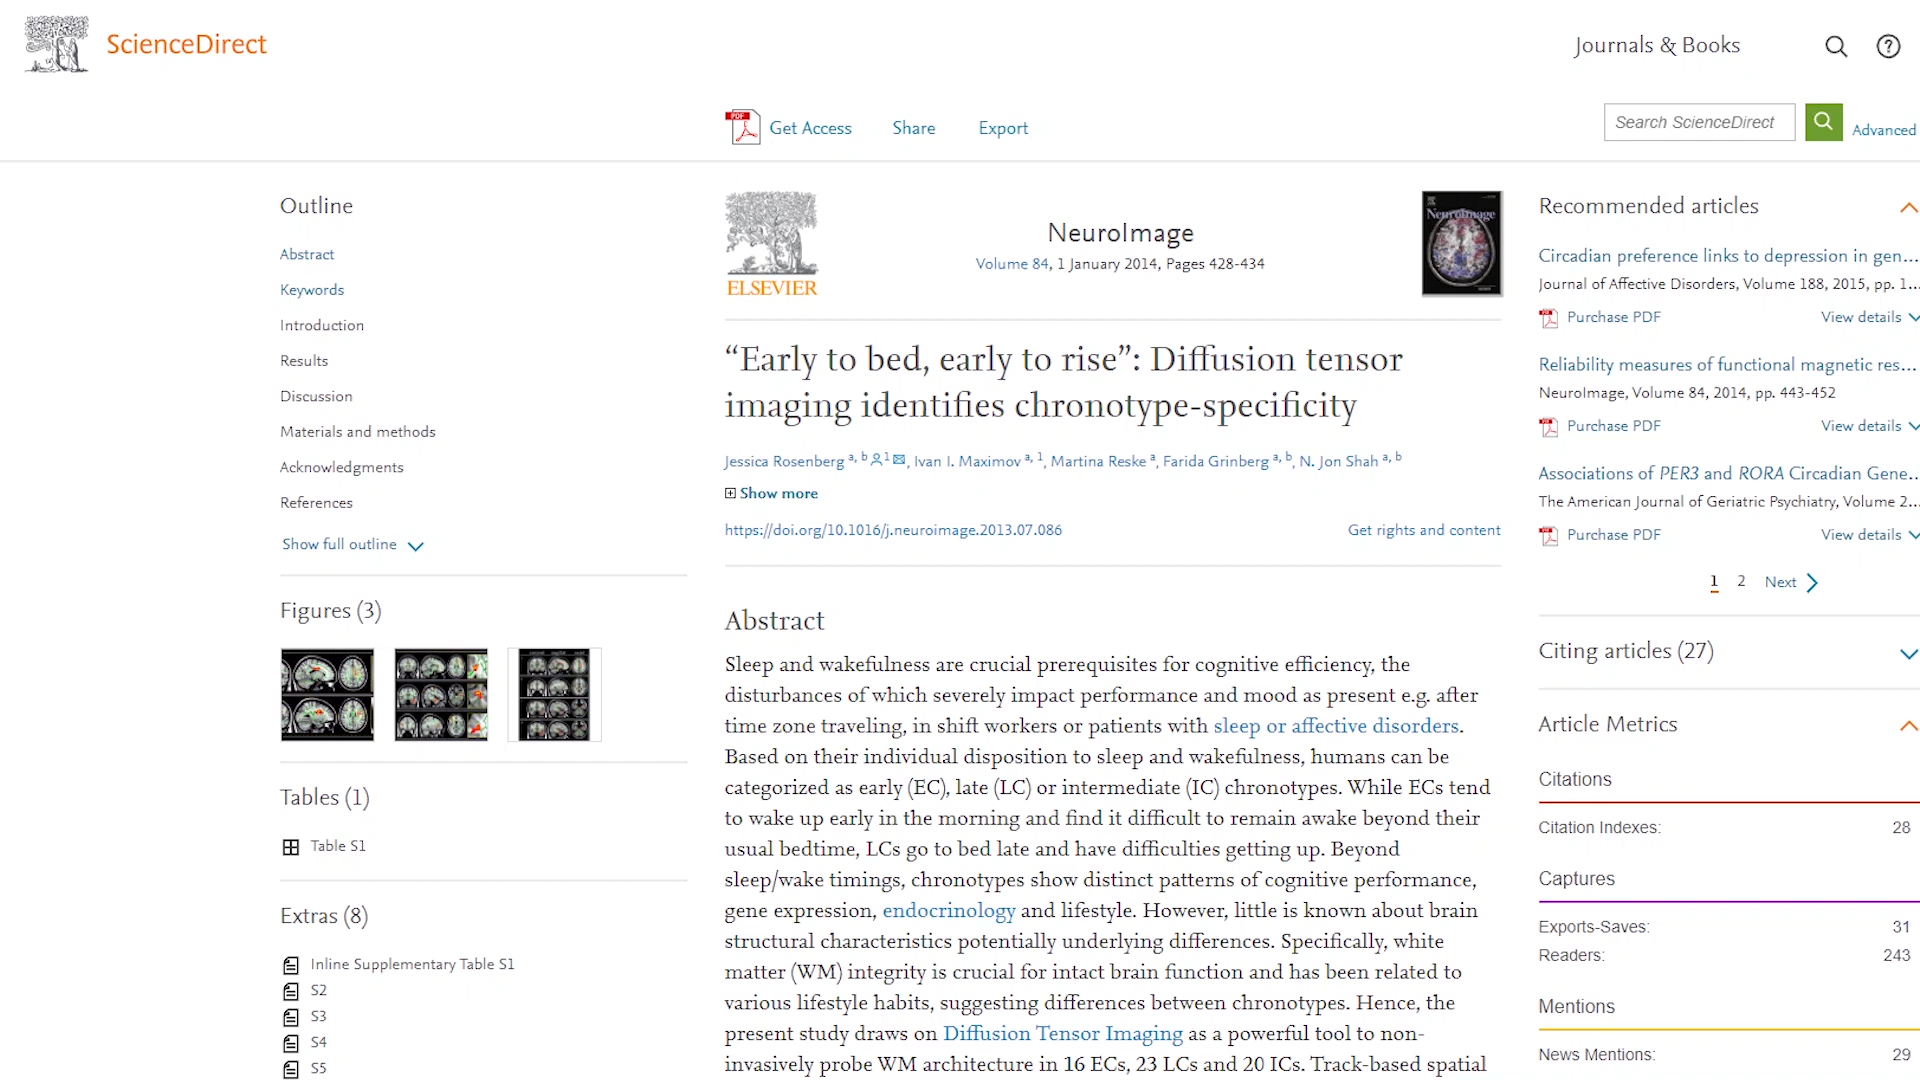 ScienceDirect
Journals & Books
Get Access
Share
Export
Search ScienceDirect
Advanced
Outline
Abstract
Keywords
Introduction
Results
Discussion
Materials and methods
Acknowledgments
References
Show full outline
Figures (3)
Tables (1)
Table S1
Extras (8)
Inline Supplementary Table S1
S2
S3
S4
S5
ELSEVIER
NeuroImage
Volume 84, 1 January 2014, Pages 428-434
NeuroImage
“Early to bed, early to rise”: Diffusion tensor
imaging identifies chronotype-specificity
Jessica Rosenberg a, b 1, Ivan I. Maximov a, 1, Martina Reske a, Farida Grinberg a, b, N. Jon Shah a, b
Show more
https://doi.org/10.1016/j.neuroimage.2013.07.086
Get rights and content
Abstract
Sleep and wakefulness are crucial prerequisites for cognitive efficiency, the
disturbances of which severely impact performance and mood as present e.g. after
time zone traveling, in shift workers or patients with sleep or affective disorders.
Based on their individual disposition to sleep and wakefulness, humans can be
categorized as early (EC), late (LC) or intermediate (IC) chronotypes. While ECs tend
to wake up early in the morning and find it difficult to remain awake beyond their
usual bedtime, LCs go to bed late and have difficulties getting up. Beyond
sleep/wake timings, chronotypes show distinct patterns of cognitive performance,
gene expression, endocrinology and lifestyle. However, little is known about brain
structural characteristics potentially underlying differences. Specifically, white
matter (WM) integrity is crucial for intact brain function and has been related to
various lifestyle habits, suggesting differences between chronotypes. Hence, the
present study draws on Diffusion Tensor Imaging as a powerful tool to non-
invasively probe WM architecture in 16 ECs, 23 LCs and 20 ICs. Track-based spatial
Recommended articles
Circadian preference links to depression in gen...
Journal of Affective Disorders, Volume 188, 2015, pp. 1...
Purchase PDF
View details
Reliability measures of functional magnetic res...
NeuroImage, Volume 84, 2014, pp. 443-452
Purchase PDF
View details
Associations of PER3 and RORA Circadian Gene...
The American Journal of Geriatric Psychiatry, Volume 2...
Purchase PDF
View details
1 2 Next
Citing articles (27)
Article Metrics
Citations
Citation Indexes: 28
Captures
Exports-Saves: 31
Readers: 243
Mentions
News Mentions: 29